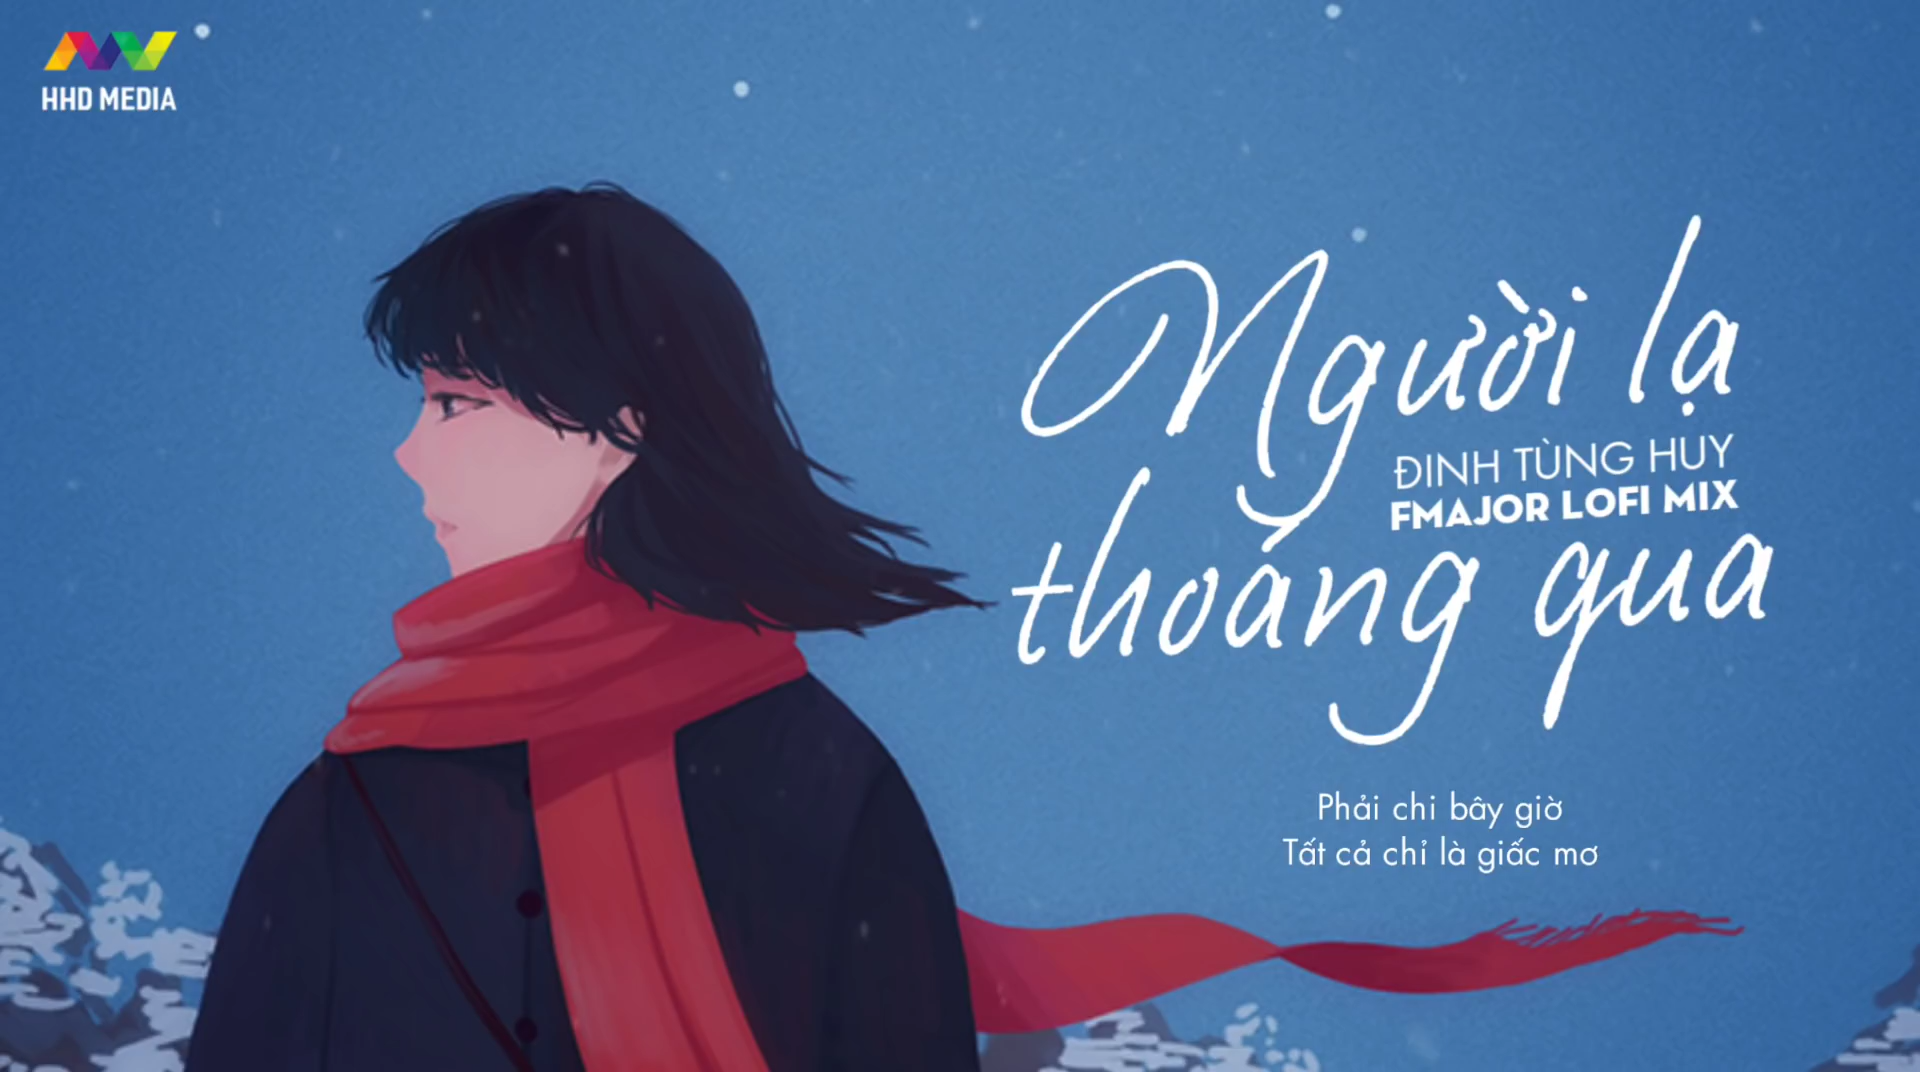 HHD MEDIA
Người lạ
ĐINH TÙNG HUY
FMAJOR LOFI MIX
thoáng qua
Phải chi bây giờ
Tất cả chỉ là giấc mơ